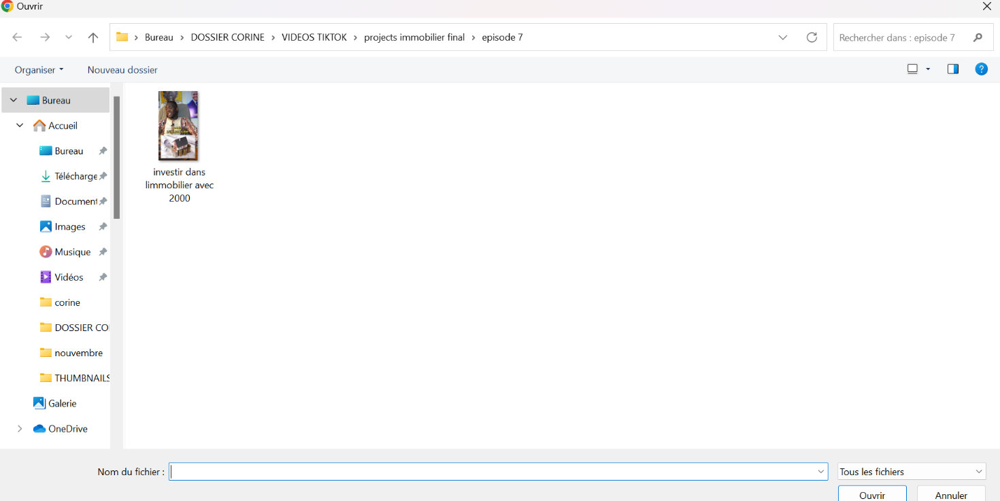 Ouvrir
Bureau > DOSSIER CORINE > VIDEOS TIKTOK > projects immobilier final > episode 7
Rechercher dans : episode 7
Organiser
Nouveau dossier
?
Bureau
Accueil
Bureau
Télécharge
Document
Images
Musique
Vidéos
corine
DOSSIER CO
nouvembre
THUMBNAILS
Galerie
OneDrive
investir dans
limmobilier avec
2000
Nom du fichier :
Tous les fichiers
Ouvrir
Annuler